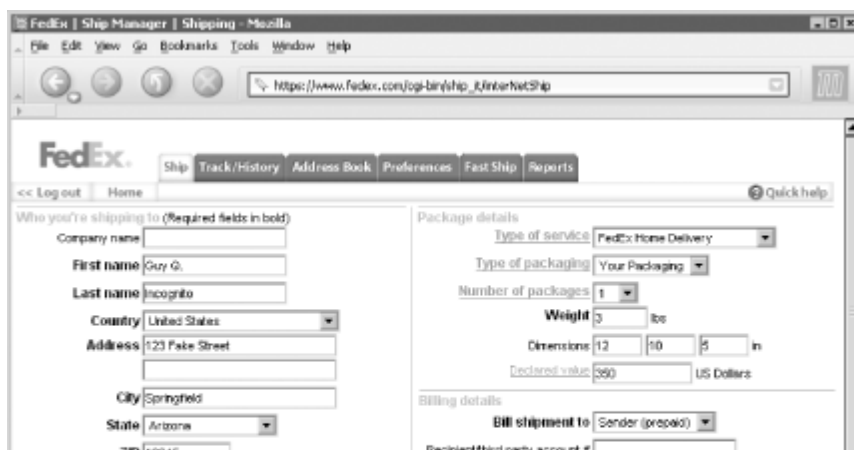 FedEx | Ship Manager | Shipping - Mozilla
File Edit View Go Bookmarks Tools Window Help
https://www.fedex.com/cgi-bin/ship_it/interNetShip
FedEx.
Ship Track/History Address Book Preferences Fast Ship Reports
<< Log out Home Quick help
Who you're shipping to (Required fields in bold)
Company name
First name Guy G.
Last name Incognito
Country United States
Address 123 Fake Street
City Springfield
State Arizona
Package details
Type of service FedEx Home Delivery
Type of packaging Your Packaging
Number of packages 1
Weight 3 lbs
Dimensions 12 10 5 in
Declared value 350 US Dollars
Billing details
Bill shipment to Sender (prepaid)
Recipient/third party account #